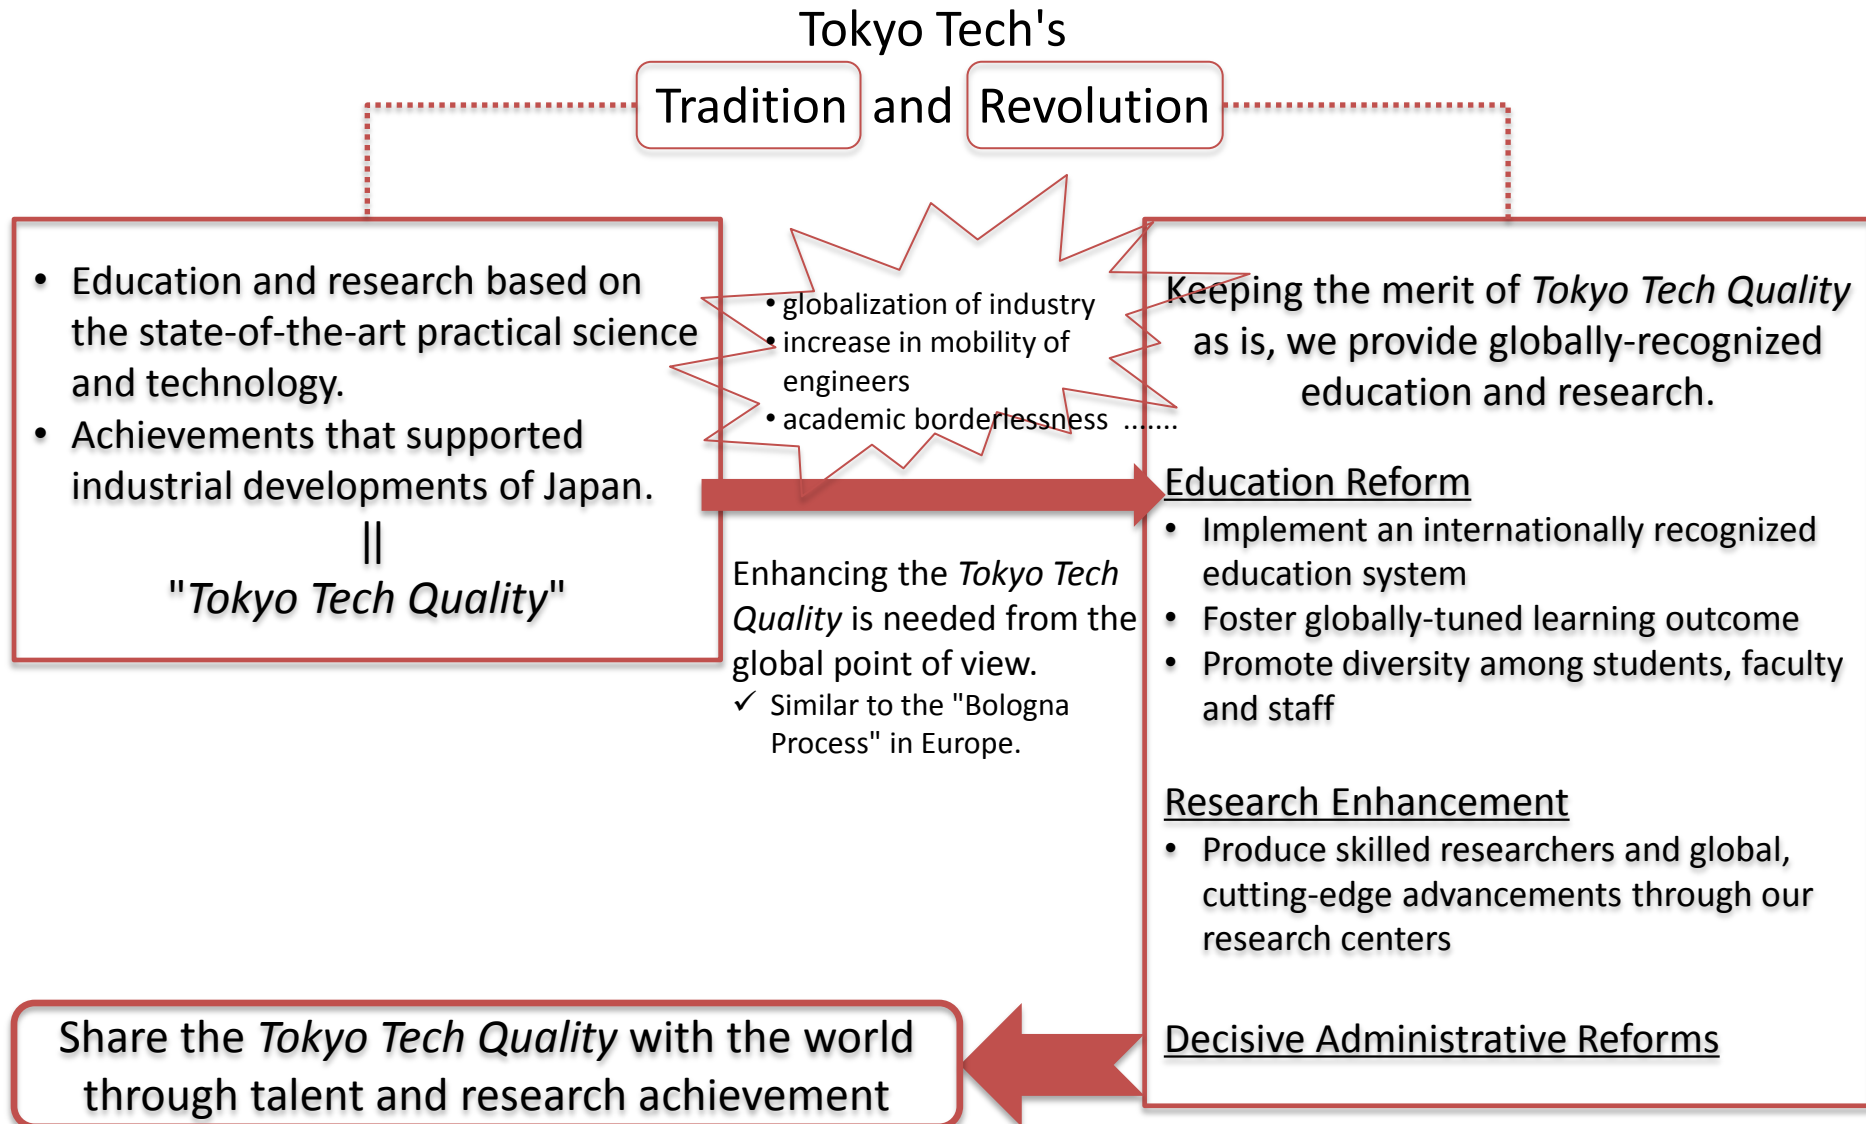 Tokyo Tech's
Tradition and Revolution
• Education and research based on
the state-of-the-art practical science
and technology.
• Achievements that supported
industrial developments of Japan.
||
"Tokyo Tech Quality"
• globalization of industry
• increase in mobility of
engineers
• academic borderlessness .......
Enhancing the Tokyo Tech
Quality is needed from the
global point of view.
✓ Similar to the "Bologna
Process" in Europe.
Keeping the merit of Tokyo Tech Quality
as is, we provide globally-recognized
education and research.
Education Reform
• Implement an internationally recognized
education system
• Foster globally-tuned learning outcome
• Promote diversity among students, faculty
and staff
Research Enhancement
• Produce skilled researchers and global,
cutting-edge advancements through our
research centers
Decisive Administrative Reforms
Share the Tokyo Tech Quality with the world
through talent and research achievement